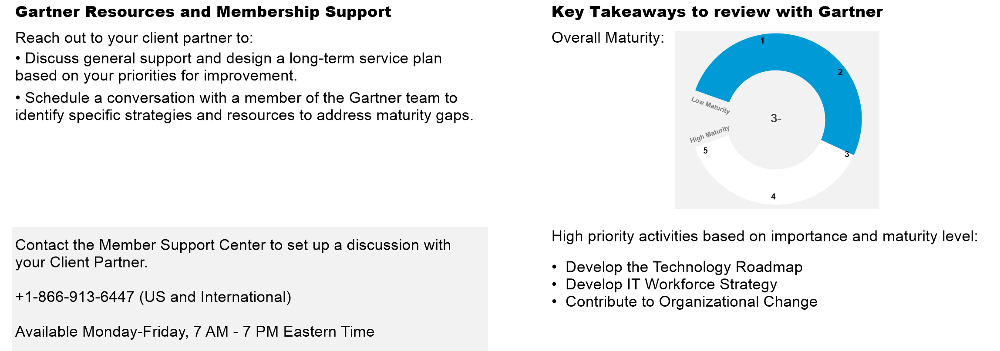 Gartner Resources and Membership Support
Reach out to your client partner to:
• Discuss general support and design a long-term service plan
based on your priorities for improvement.
• Schedule a conversation with a member of the Gartner team to
identify specific strategies and resources to address maturity gaps.
Contact the Member Support Center to set up a discussion with
your Client Partner.
+1-866-913-6447 (US and International)
Available Monday-Friday, 7 AM - 7 PM Eastern Time
Key Takeaways to review with Gartner
Overall Maturity:
1
2
Low Maturity
3-
High Maturity
5
3
4
High priority activities based on importance and maturity level:
• Develop the Technology Roadmap
• Develop IT Workforce Strategy
• Contribute to Organizational Change